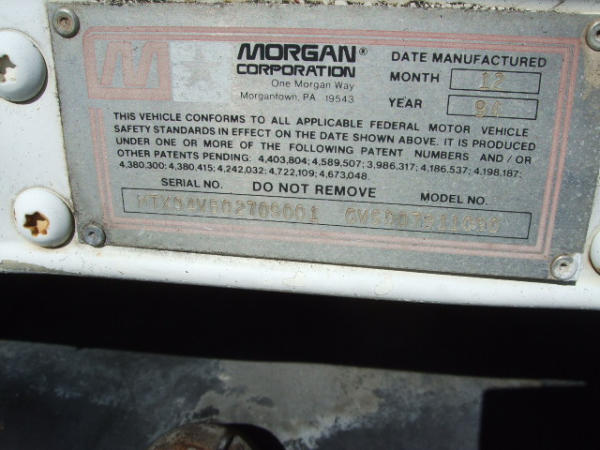 MORGAN®
CORPORATION
One Morgan Way
Morgantown, PA 19543
DATE MANUFACTURED
MONTH 12
YEAR
THIS VEHICLE CONFORMS TO ALL APPLICABLE FEDERAL MOTOR VEHICLE
SAFETY STANDARDS IN EFFECT ON THE DATE SHOWN ABOVE. IT IS PRODUCED
UNDER ONE OR MORE OF THE FOLLOWING PATENT NUMBERS AND / OR
OTHER PATENTS PENDING: 4,403,804; 4,589,507; 3,986,317; 4,186,537; 4,198,187;
4,380,300; 4,380,415; 4,242,032; 4,722,109; 4,673,048.
SERIAL NO. DO NOT REMOVE MODEL NO.